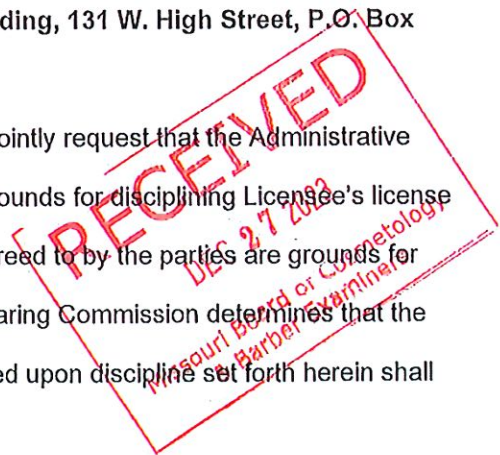 ding, 131 W. High Street, P.O. Box
ointly request that the Administrative
ounds for disciplining Licensee's license
reed to by the parties are grounds for
aring Commission determines that the
ed upon discipline set forth herein shall
RECEIVED
DEC 27 2023
Missouri Board of Cosmetology
& Barber Examiners